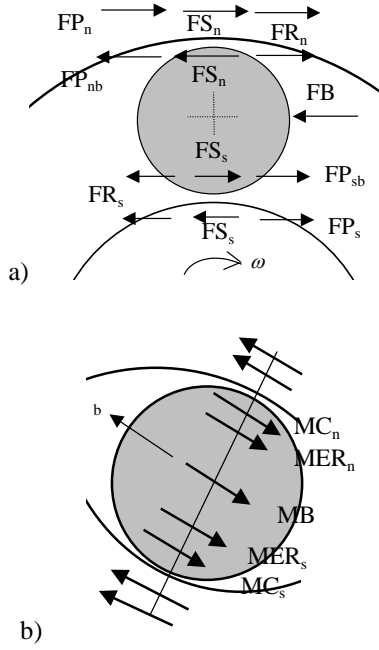 FPₙ FSₙ FRₙ
FPₙb FSₙ FB
FSₛ
FRₛ FPₛb
FSₛ FPₛ
a) ω
b MCₙ
MERₙ
MB
MERₛ
MCₛ
b)